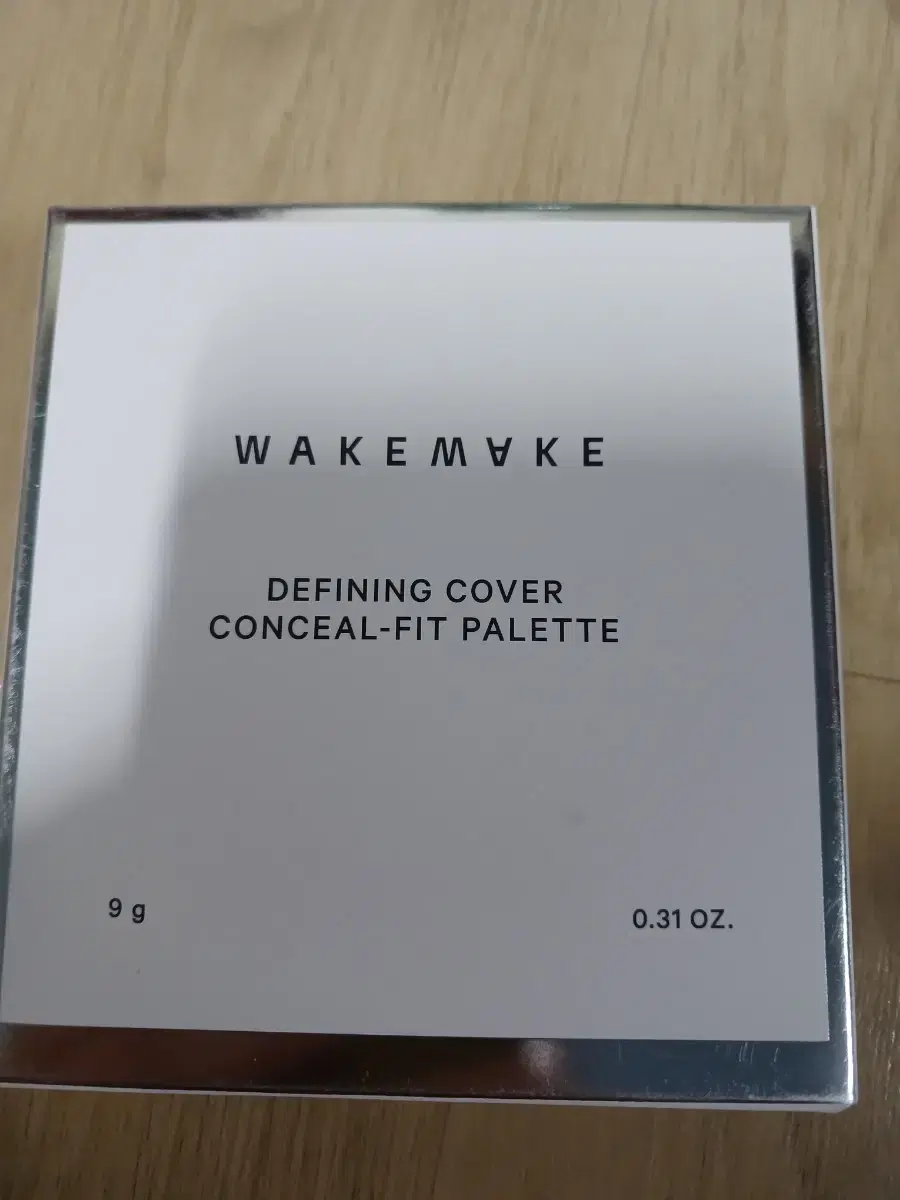 WAKEMAKE
DEFINING COVER
CONCEAL-FIT PALETTE
9 g
0.31 OZ.